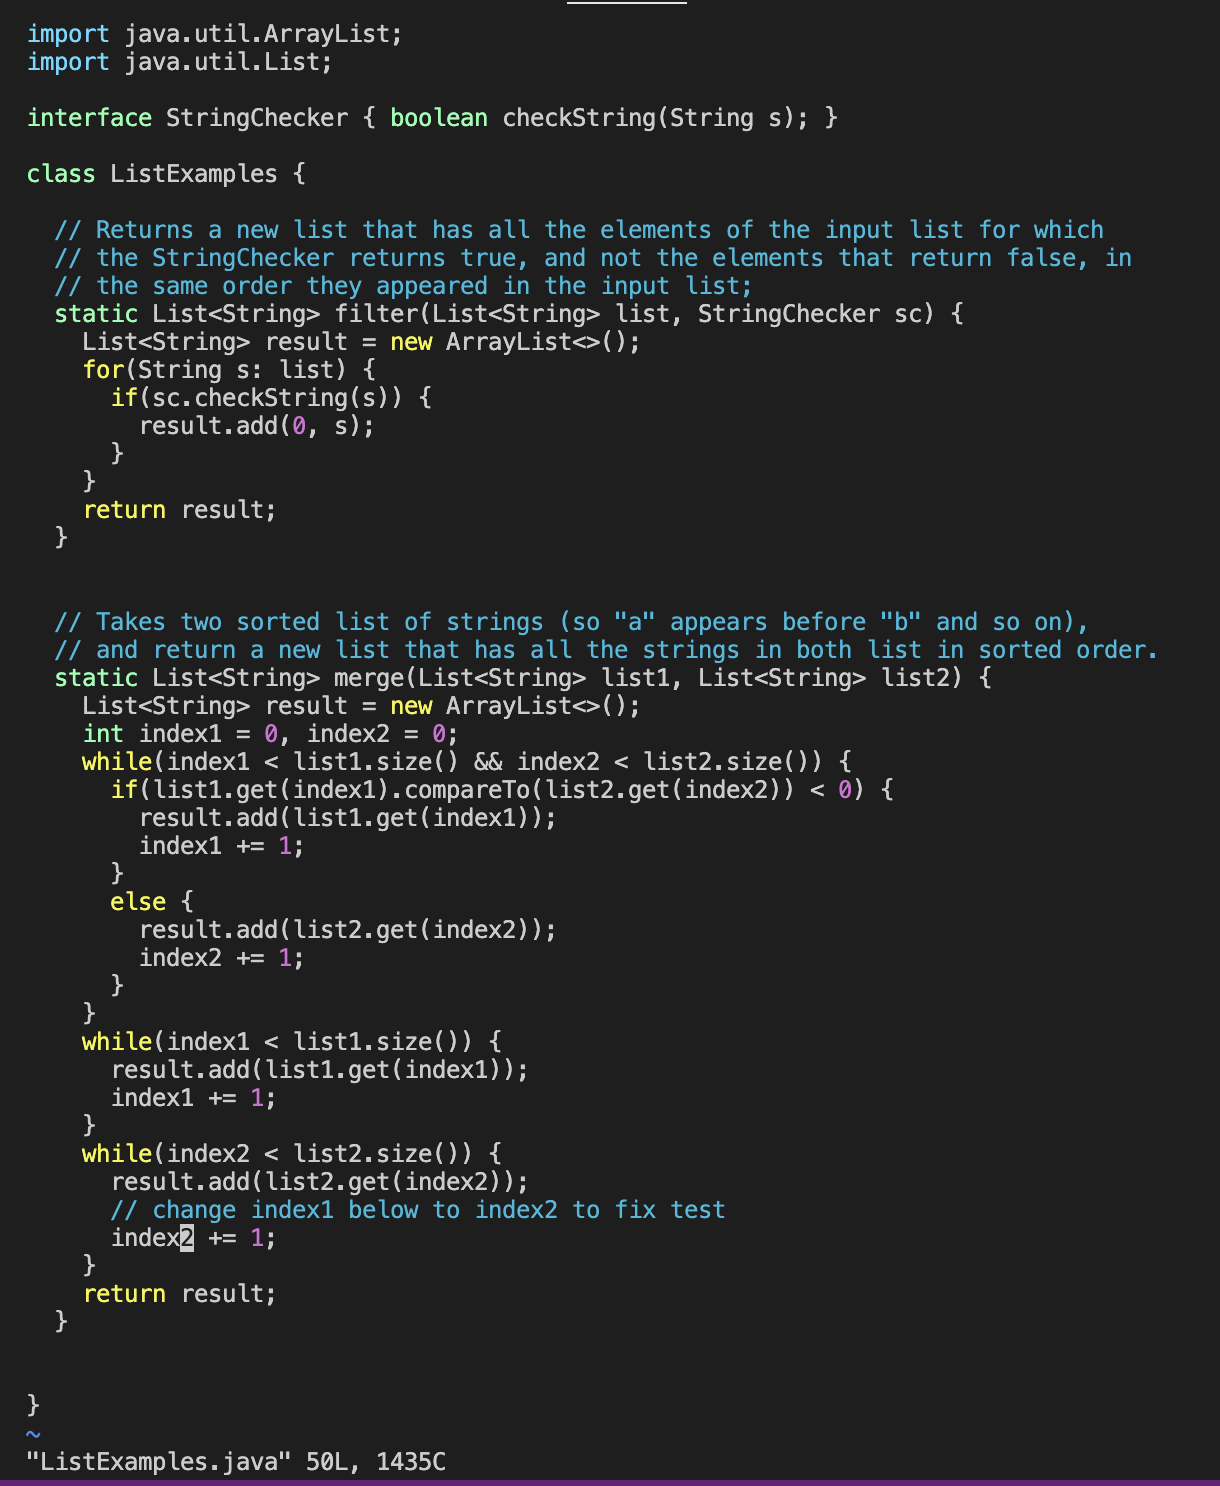 import java.util.ArrayList;
import java.util.List;

interface StringChecker { boolean checkString(String s); }

class ListExamples {

  // Returns a new list that has all the elements of the input list for which
  // the StringChecker returns true, and not the elements that return false, in
  // the same order they appeared in the input list;
  static List<String> filter(List<String> list, StringChecker sc) {
    List<String> result = new ArrayList<>();
    for(String s: list) {
      if(sc.checkString(s)) {
        result.add(0, s);
      }
    }
    return result;
  }


  // Takes two sorted list of strings (so "a" appears before "b" and so on),
  // and return a new list that has all the strings in both list in sorted order.
  static List<String> merge(List<String> list1, List<String> list2) {
    List<String> result = new ArrayList<>();
    int index1 = 0, index2 = 0;
    while(index1 < list1.size() && index2 < list2.size()) {
      if(list1.get(index1).compareTo(list2.get(index2)) < 0) {
        result.add(list1.get(index1));
        index1 += 1;
      }
      else {
        result.add(list2.get(index2));
        index2 += 1;
      }
    }
    while(index1 < list1.size()) {
      result.add(list1.get(index1));
      index1 += 1;
    }
    while(index2 < list2.size()) {
      result.add(list2.get(index2));
      // change index1 below to index2 to fix test
      index2 += 1;
    }
    return result;
  }


}
~
"ListExamples.java" 50L, 1435C